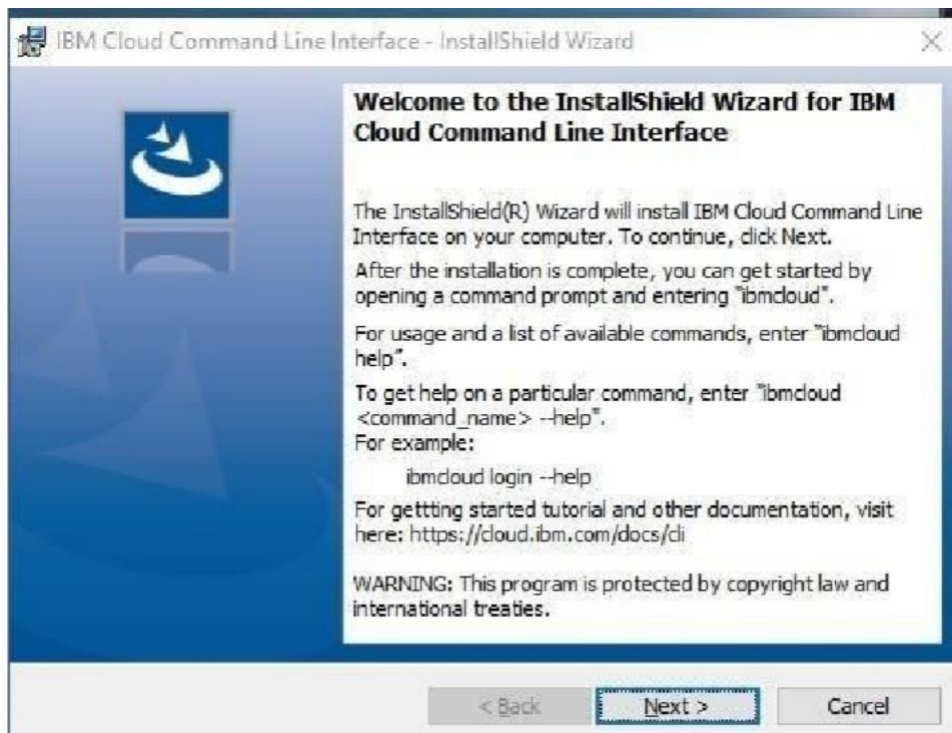 IBM Cloud Command Line Interface - InstallShield Wizard
Welcome to the InstallShield Wizard for IBM
Cloud Command Line Interface
The InstallShield(R) Wizard will install IBM Cloud Command Line
Interface on your computer. To continue, click Next.
After the installation is complete, you can get started by
opening a command prompt and entering "ibmcloud".
For usage and a list of available commands, enter "ibmcloud
help".
To get help on a particular command, enter "ibmcloud
<command_name> --help".
For example:
ibmcloud login --help
For gettting started tutorial and other documentation, visit
here: https://cloud.ibm.com/docs/cli
WARNING: This program is protected by copyright law and
international treaties.
< Back Next > Cancel